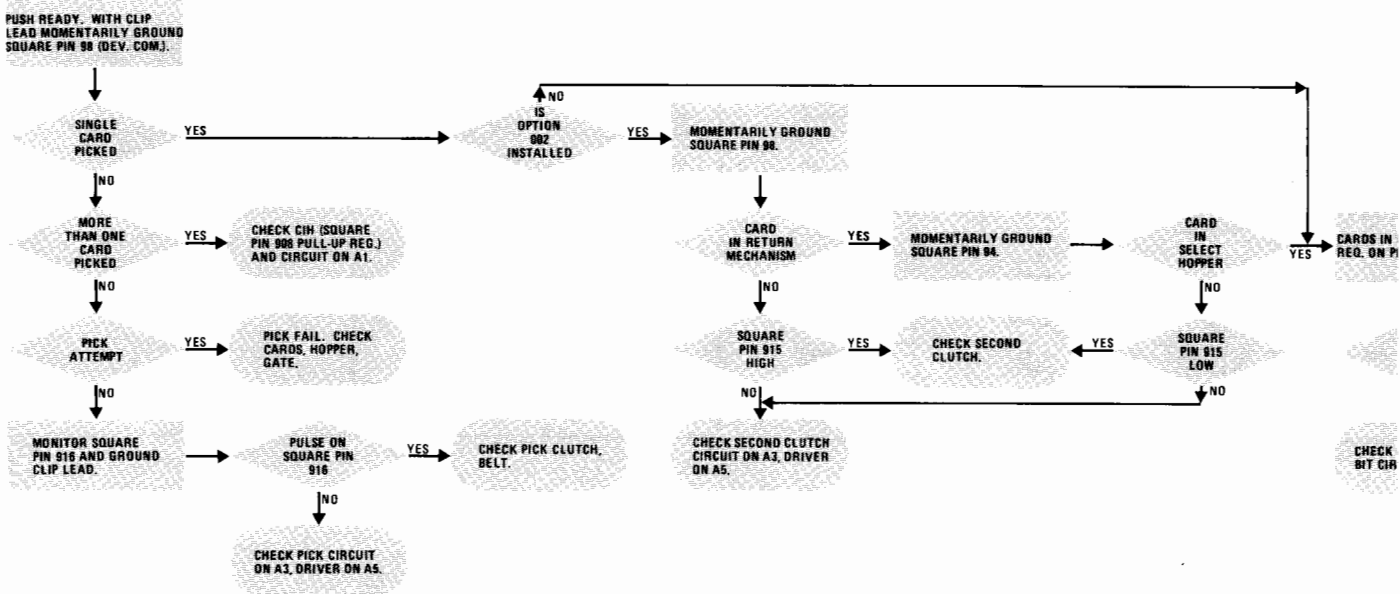 PUSH READY. WITH CLIP
LEAD MOMENTARILY GROUND
SQUARE PIN 98 (DEV. COM.).
SINGLE
CARD
PICKED
YES
NO
MORE
THAN ONE
CARD
PICKED
YES
CHECK CIH (SQUARE
PIN 908 PULL-UP REG.)
AND CIRCUIT ON A1.
NO
PICK
ATTEMPT
YES
PICK FAIL. CHECK
CARDS, HOPPER,
GATE.
NO
MONITOR SQUARE
PIN 916 AND GROUND
CLIP LEAD.
PULSE ON
SQUARE PIN
916
YES
CHECK PICK CLUTCH,
BELT.
NO
CHECK PICK CIRCUIT
ON A3, DRIVER ON A5.
NO
IS
OPTION
002
INSTALLED
YES
MOMENTARILY GROUND
SQUARE PIN 98.
CARD
IN RETURN
MECHANISM
YES
MOMENTARILY GROUND
SQUARE PIN 94.
CARD
IN
SELECT
HOPPER
YES
CARDS IN
REQ. ON P
NO
SQUARE
PIN 915
HIGH
YES
CHECK SECOND
CLUTCH.
NO
SQUARE
PIN 915
LOW
YES
NO
NO
CHECK SECOND CLUTCH
CIRCUIT ON A3, DRIVER
ON A5.
CHECK
BIT CIR